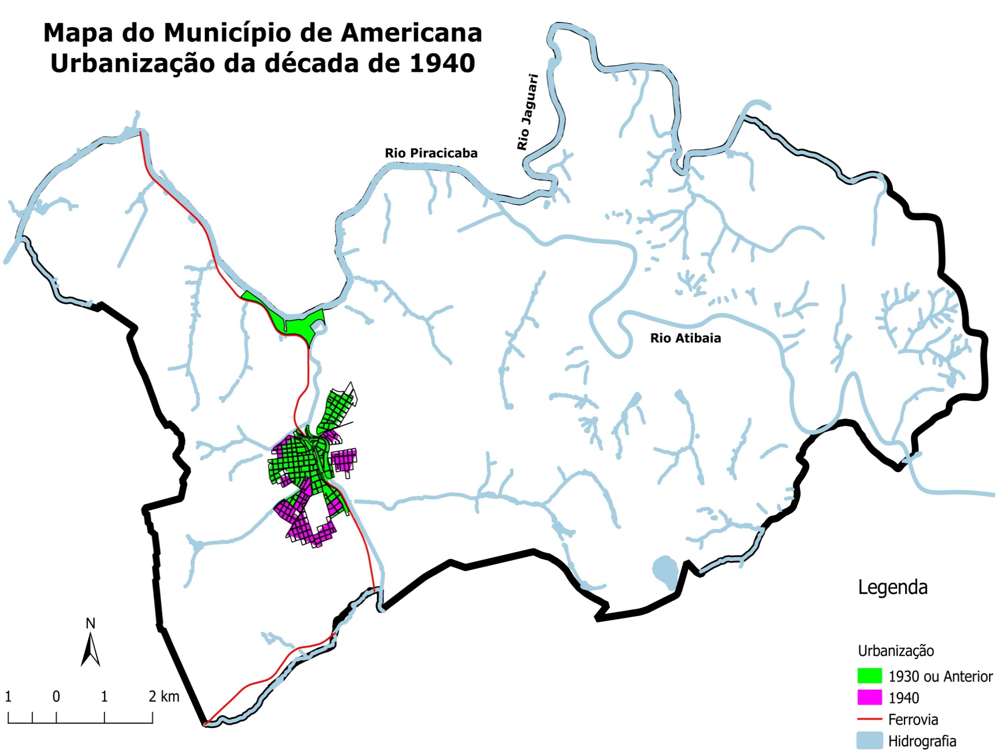 Mapa do Município de Americana
Urbanização da década de 1940
Rio Jaguari
Rio Piracicaba
Rio Atibaia
Legenda
N
Urbanização
1930 ou Anterior
1 0 1 2 km
1940
Ferrovia
Hidrografia